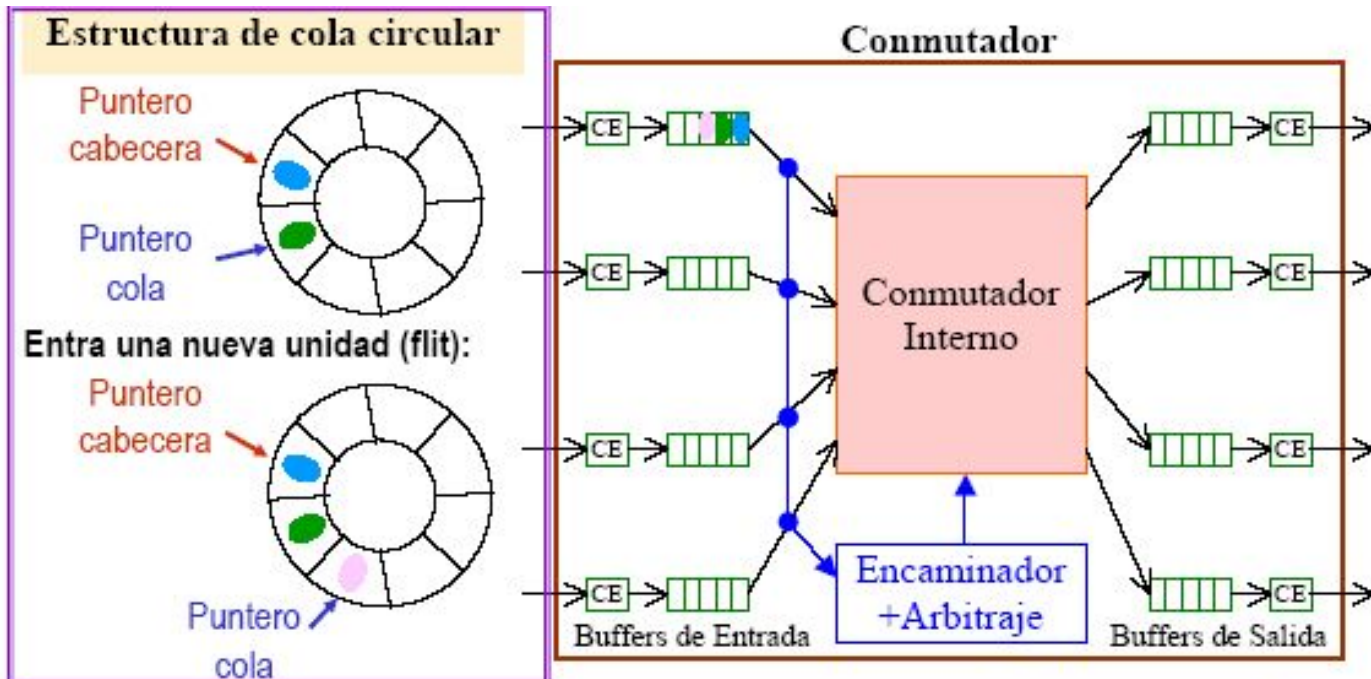 Estructura de cola circular
Puntero
cabecera
Puntero
cola
Entra una nueva unidad (flit):
Puntero
cabecera
Puntero
cola
Conmutador
CE
CE
CE
CE
CE
CE
CE
CE
Conmutador
Interno
Encaminador
+Arbitraje
Buffers de Entrada
Buffers de Salida